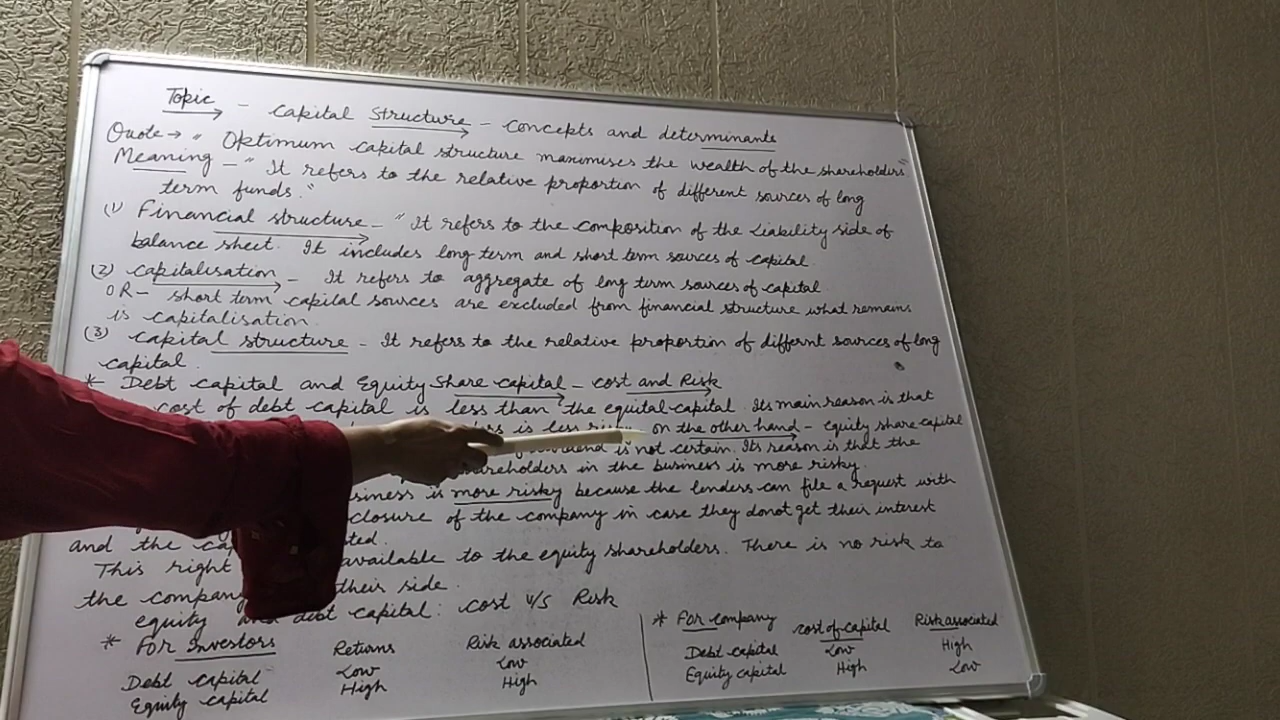 Topic - Capital Structure - Concepts and determinants
Quote → " Optimum capital structure maximises the wealth of the shareholders"
Meaning - " It refers to the relative proportion of different sources of long
term funds."
(1) Financial structure - " It refers to the composition of the Liability side of
balance sheet. It includes long term and short term sources of capital
(2) capitalisation - It refers to aggregate of long term sources of capital
OR - short term capital sources are excluded from financial structure what remains
is capitalisation.
(3) capital structure - It refers to the relative proportion of differnt sources of long
capital.
* Debt capital and Equity Share capital - cost and Risk
cost of debt capital is less than the equital capital. Its main reason is that
is less on the other hand - equity share capital
is not certain. Its reason is that the
shareholders in the business is more risky.
is more risky because the lenders can file a request with
closure of the company in case they donot get their interest
and the
This right available to the equity shareholders. There is no risk to
the company their side.
equity debt capital: cost v/s Risk
* For Investors Returns Risk associated
Debt capital Low Low
Equity capital High High
* For company cost of capital Risk associated
Debt capital Low High
Equity capital High Low